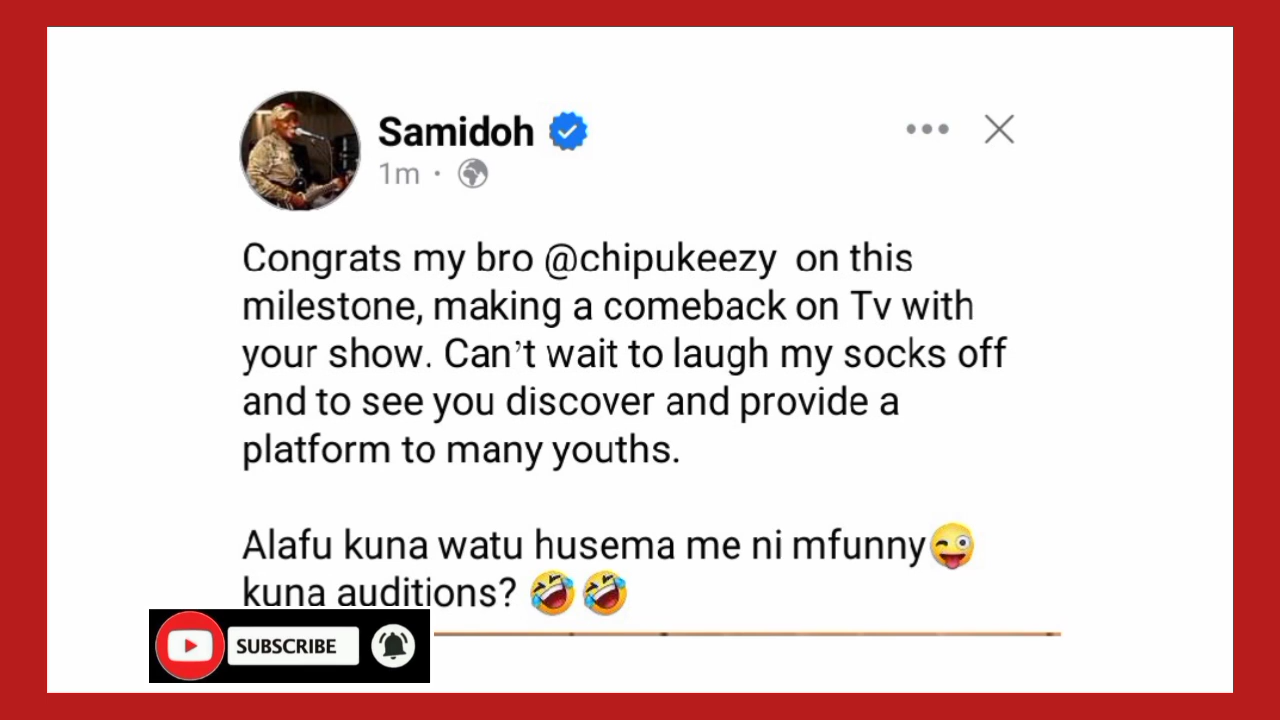 Samidoh
1m ·
Congrats my bro @chipukeezy on this
milestone, making a comeback on Tv with
your show. Can't wait to laugh my socks off
and to see you discover and provide a
platform to many youths.
Alafu kuna watu husema me ni mfunny😜
kuna auditions? 🤣🤣
SUBSCRIBE